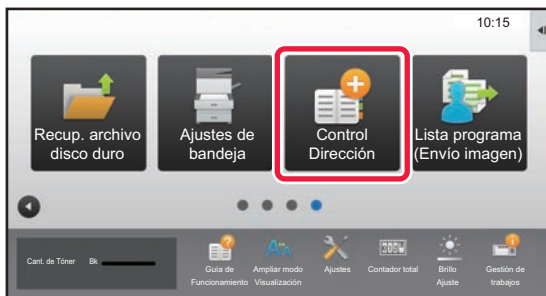 10:15
Recup. archivo
disco duro
Ajustes de
bandeja
Control
Dirección
Lista programa
(Envío imagen)
Cant. de Tóner Bk
Guía de
Funcionamiento
Ampliar modo
Visualización
Ajustes
Contador total
Brillo
Ajuste
Gestión de
trabajos